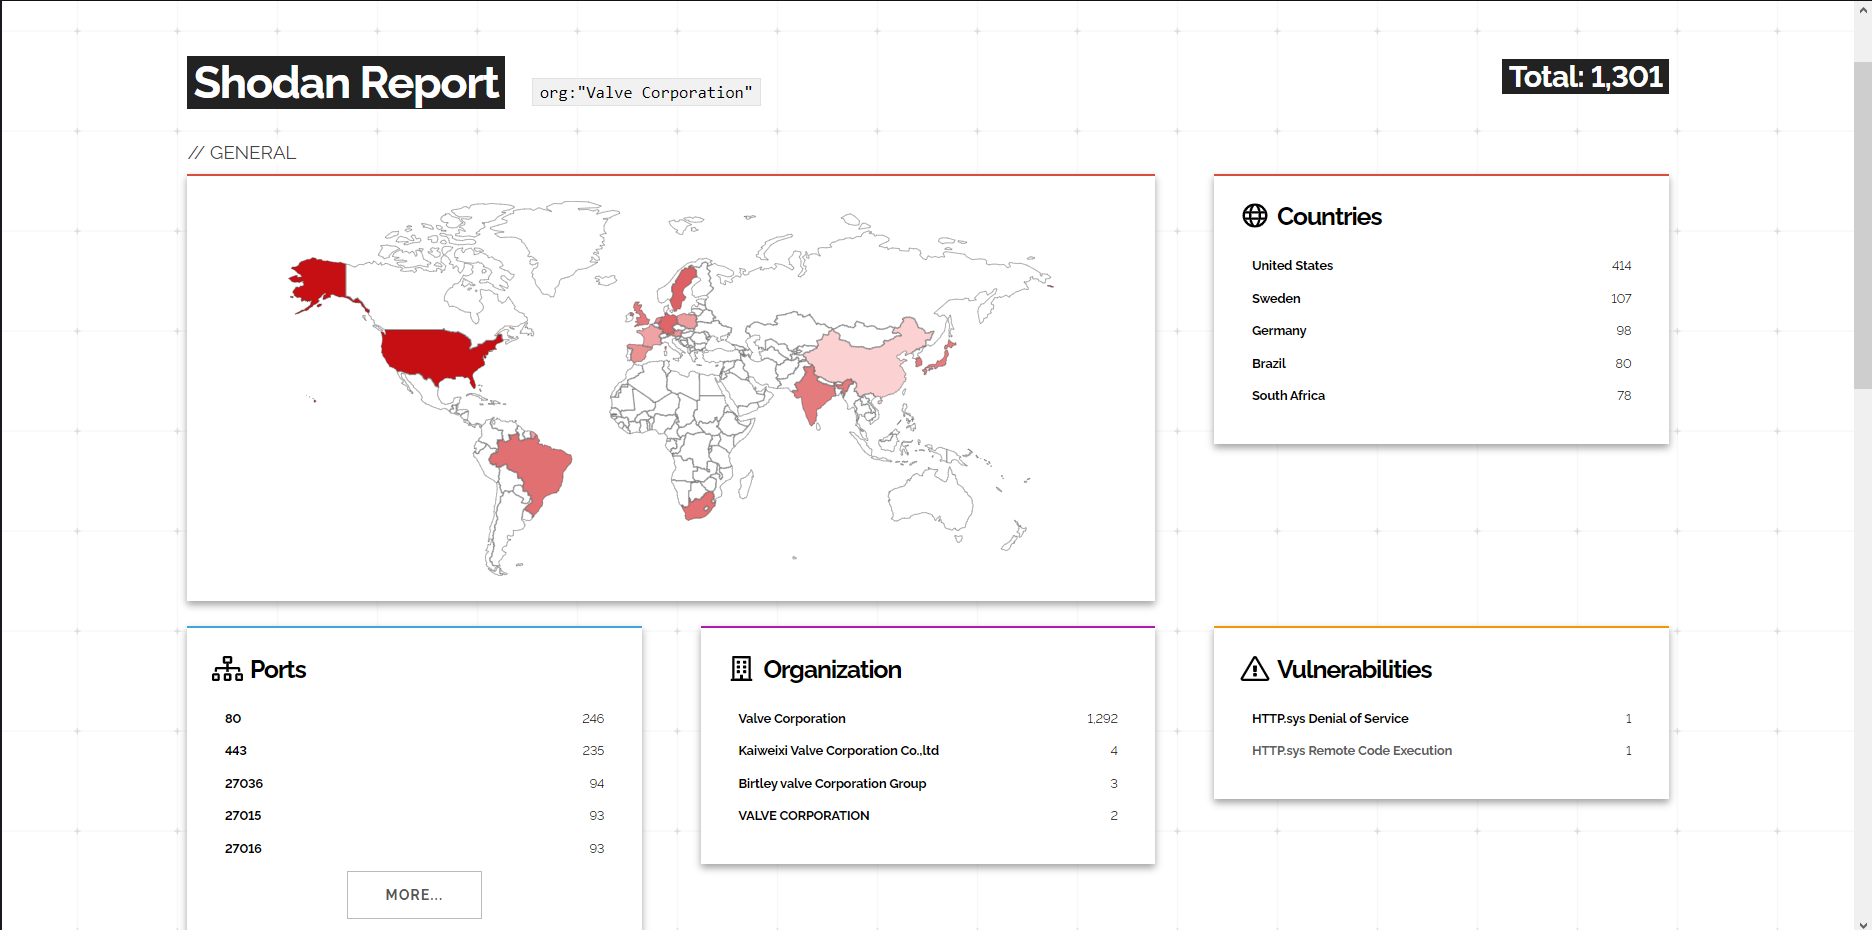 Shodan Report
org:"Valve Corporation"
Total: 1,301
// GENERAL
Countries
United States 414
Sweden 107
Germany 98
Brazil 80
South Africa 78
Ports
80 246
443 235
27036 94
27015 93
27016 93
MORE...
Organization
Valve Corporation 1,292
Kaiweixi Valve Corporation Co.,ltd 4
Birtley valve Corporation Group 3
VALVE CORPORATION 2
Vulnerabilities
HTTP.sys Denial of Service 1
HTTP.sys Remote Code Execution 1